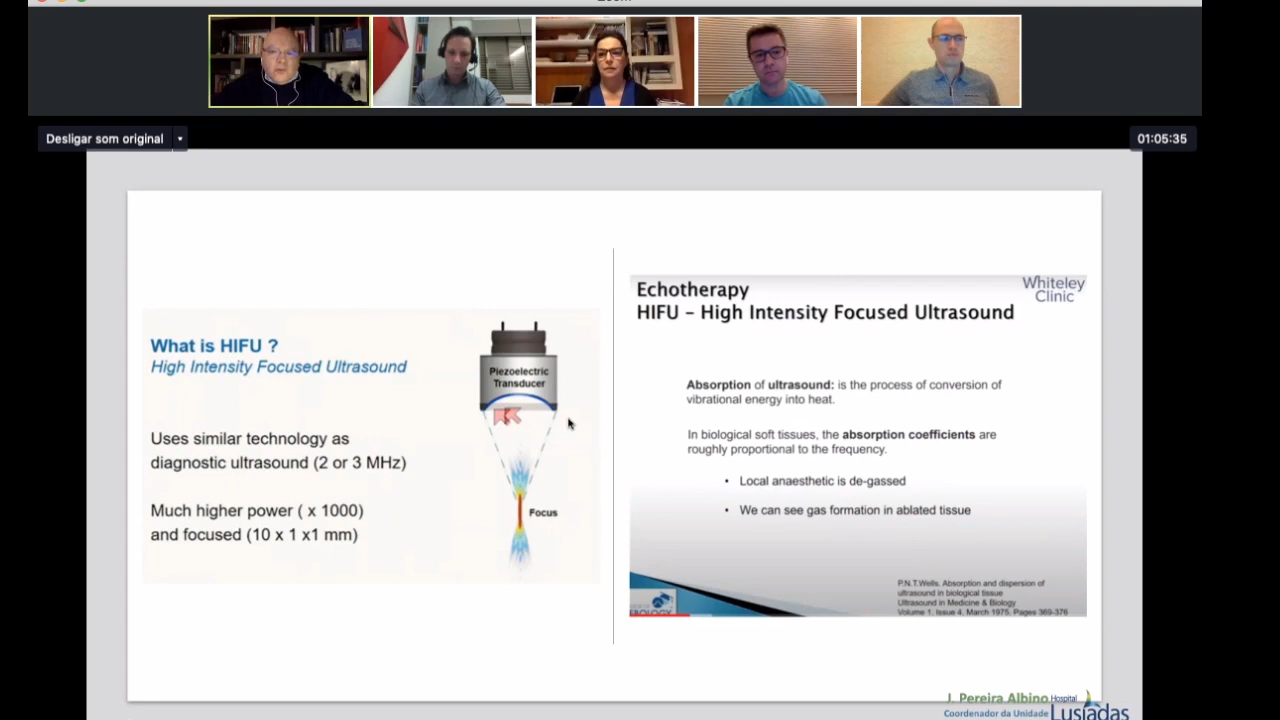 Desligar som original
01:05:35
What is HIFU ?
High Intensity Focused Ultrasound
Uses similar technology as
diagnostic ultrasound (2 or 3 MHz)
Much higher power ( x 1000)
and focused (10 x 1 x1 mm)
Piezoelectric
Transducer
Focus
Echotherapy
HIFU – High Intensity Focused Ultrasound
Whiteley
Clinic
Absorption of ultrasound: is the process of conversion of
vibrational energy into heat.
In biological soft tissues, the absorption coefficients are
roughly proportional to the frequency.
• Local anaesthetic is de-gassed
• We can see gas formation in ablated tissue
P.N.T.Wells. Absorption and dispersion of
ultrasound in biological tissue
Ultrasound in Medicine & Biology
Volume 1, Issue 4, March 1975, Pages 369-376
J. Pereira Albino
Coordenador da Unidade
Hospital
Lusíadas